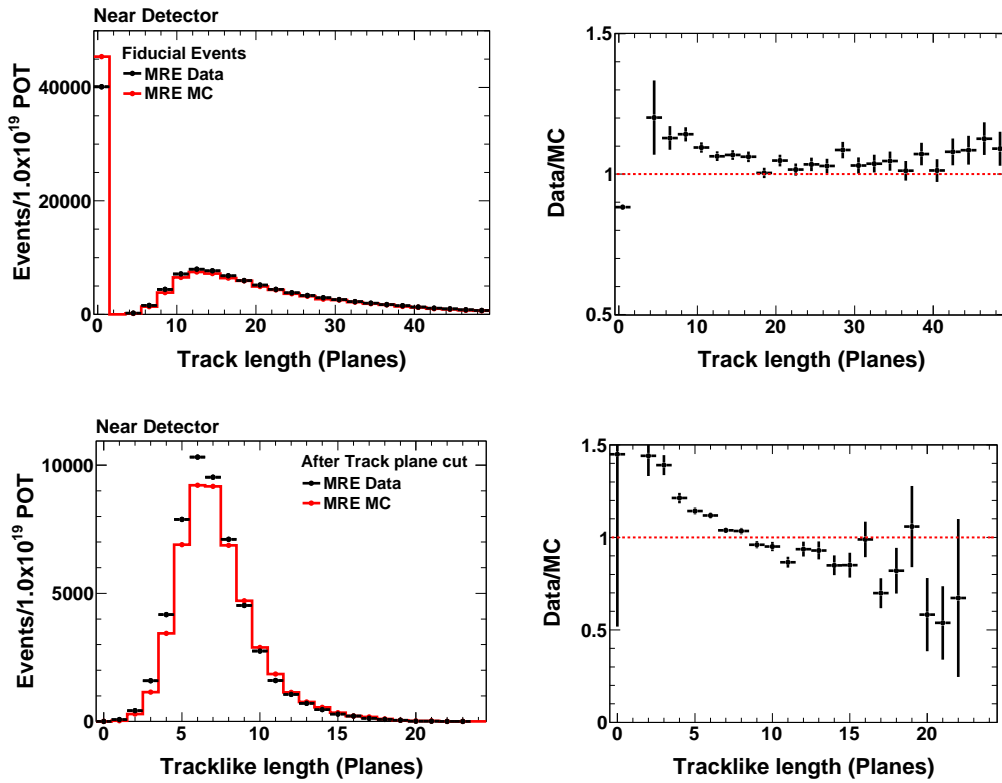 Near Detector
Fiducial Events
MRE Data
MRE MC
Events/1.0x10¹⁹ POT
40000
20000
0
0 10 20 30 40
Track length (Planes)
Data/MC
1.5
1
0.5
0 20 40
Track length (Planes)
Near Detector
After Track plane cut
MRE Data
MRE MC
Events/1.0x10¹⁹ POT
10000
5000
0
0 5 10 15 20
Tracklike length (Planes)
Data/MC
1.5
1
0.5
0
0 5 10 15 20
Tracklike length (Planes)